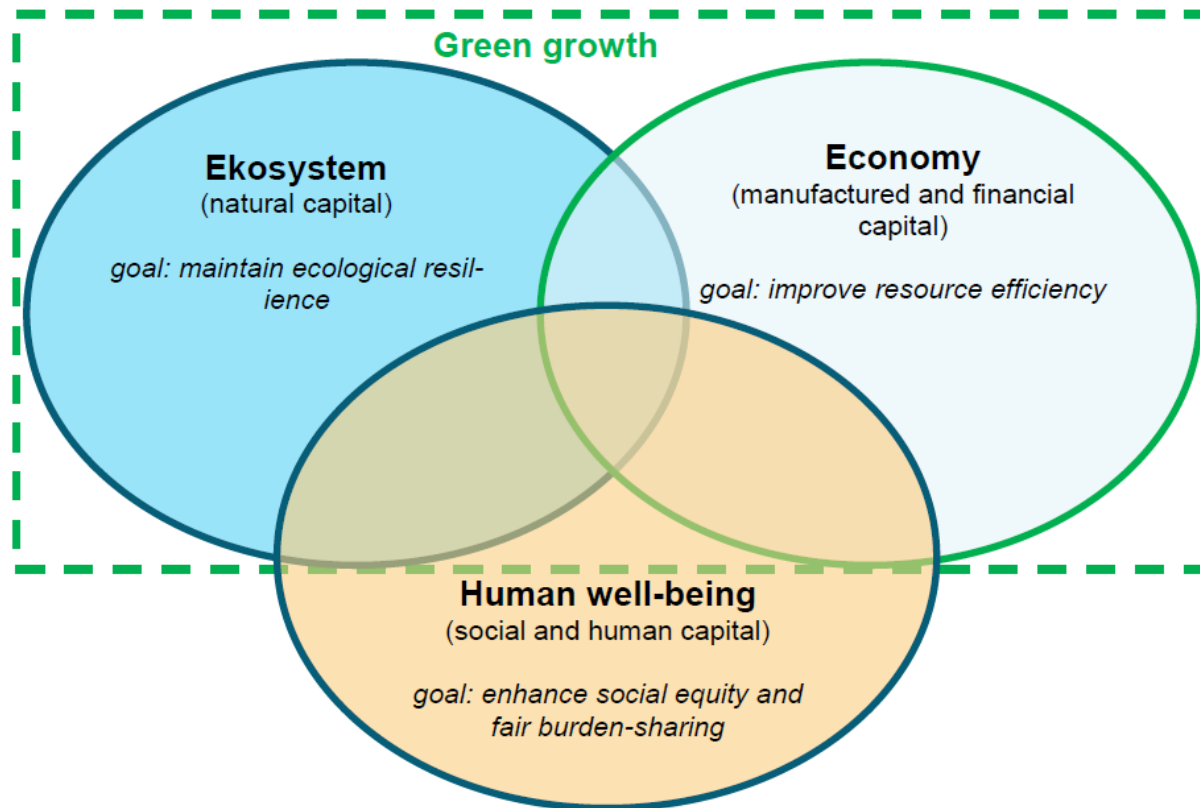 Green growth
Ekosystem
(natural capital)
goal: maintain ecological resil-
ience
Economy
(manufactured and financial
capital)
goal: improve resource efficiency
Human well-being
(social and human capital)
goal: enhance social equity and
fair burden-sharing